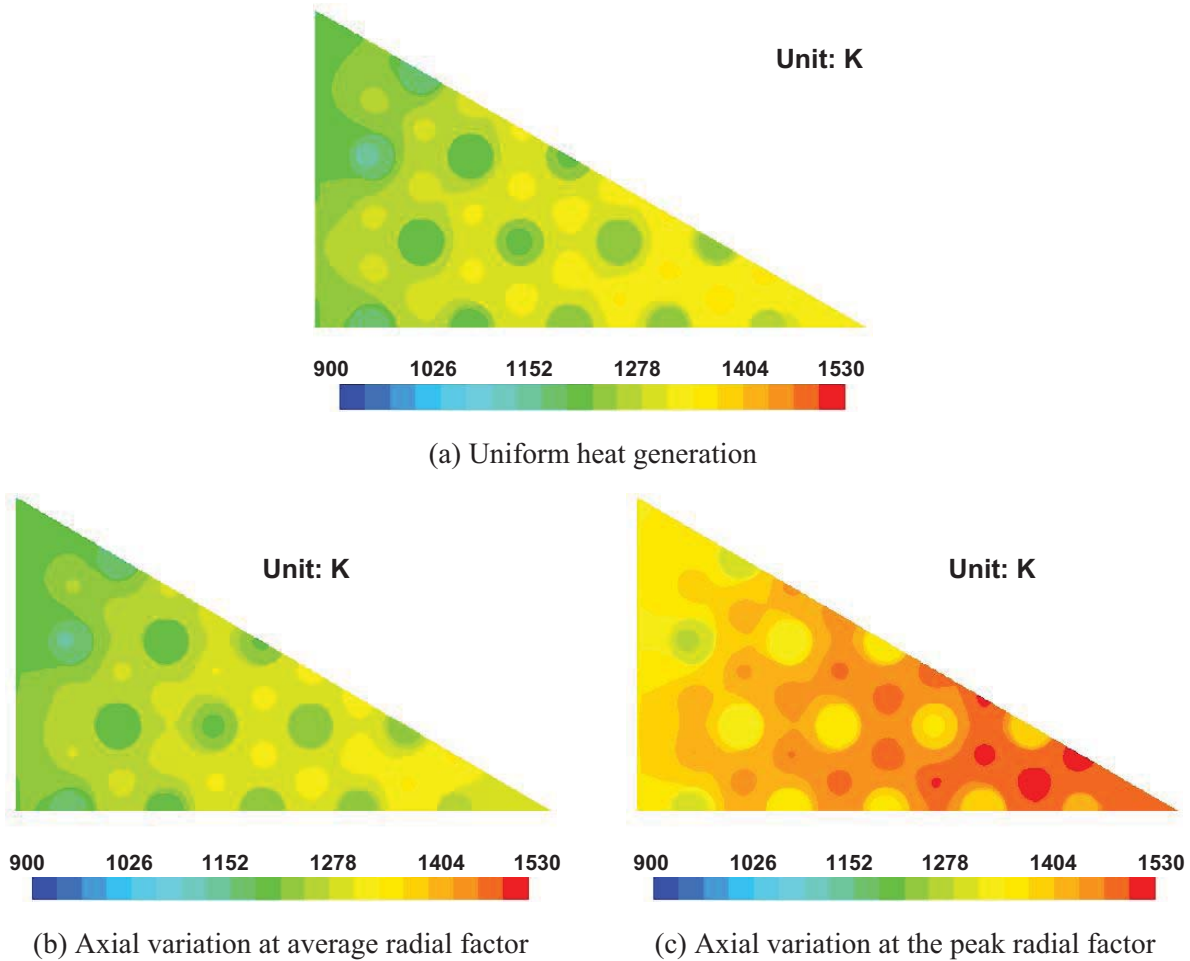 Unit: K
900 1026 1152 1278 1404 1530
(a) Uniform heat generation
Unit: K
Unit: K
900 1026 1152 1278 1404 1530
900 1026 1152 1278 1404 1530
(b) Axial variation at average radial factor
(c) Axial variation at the peak radial factor